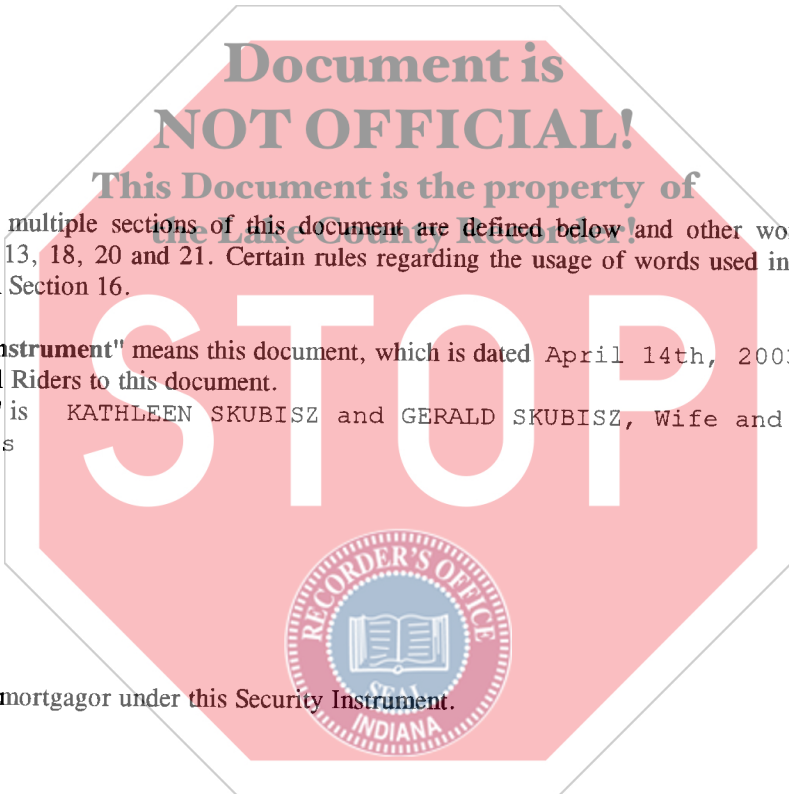 Document is
NOT OFFICIAL!
This Document is the property of
the Lake County Recorder!
multiple sections of this document are defined below and other
13, 18, 20 and 21. Certain rules regarding the usage of words used in
Section 16.
STOP
means this document, which is dated April 14th,
Riders to this document.
is KATHLEEN SKUBISZ and GERALD SKUBISZ, Wife and
RECORDER'S OFFICE
SEAL
INDIANA
mortgagor under this Security Instrument.